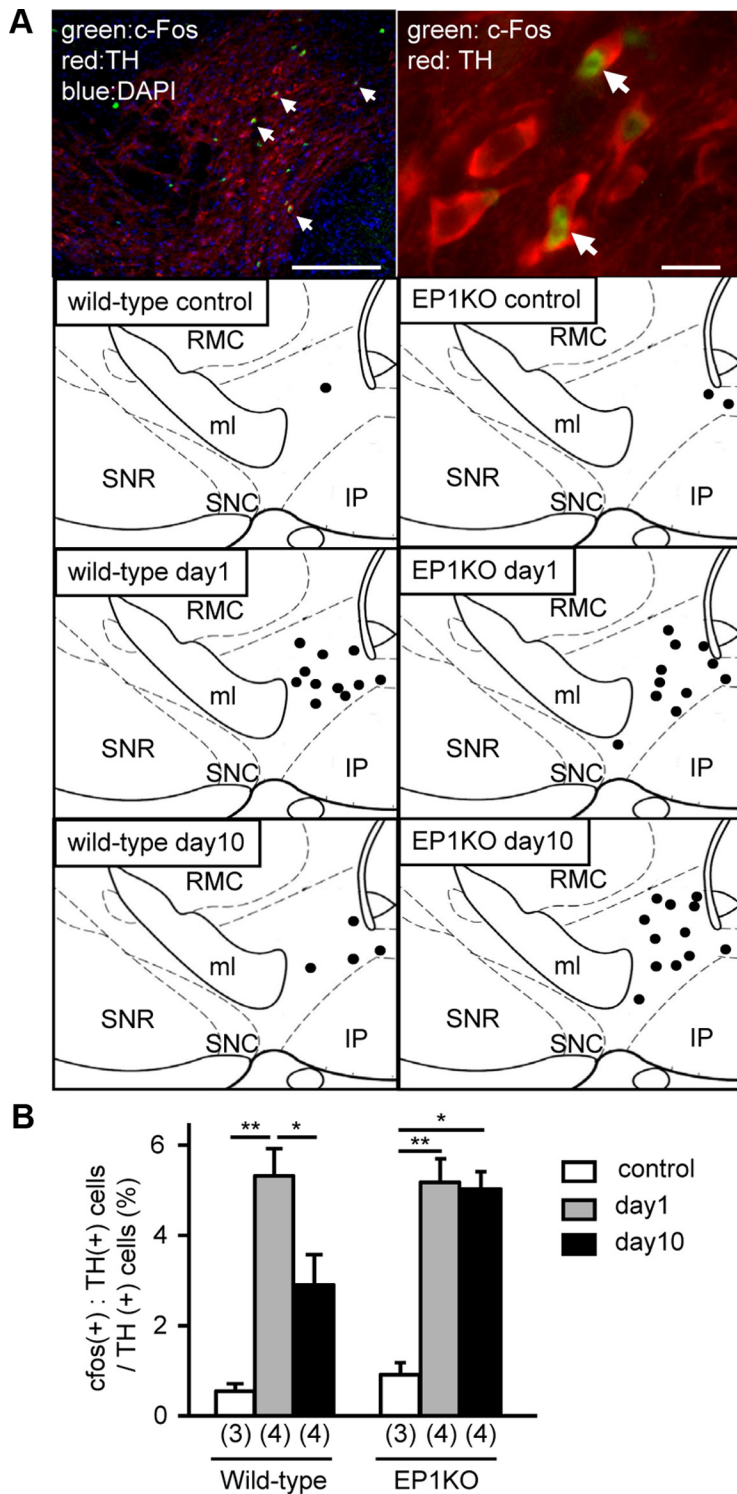 A
green:c-Fos
red:TH
blue:DAPI
green: c-Fos
red: TH
wild-type control
RMC
ml
SNR
SNC
IP
EP1KO control
RMC
ml
SNR
SNC
IP
wild-type day1
RMC
ml
SNR
SNC
IP
EP1KO day1
RMC
ml
SNR
SNC
IP
wild-type day10
RMC
ml
SNR
SNC
IP
EP1KO day10
RMC
ml
SNR
SNC
IP
B
cfos(+) : TH(+) cells
/ TH (+) cells (%)
6
4
2
0
** *
*
**
control
day1
day10
(3) (4) (4)
(3) (4) (4)
Wild-type
EP1KO